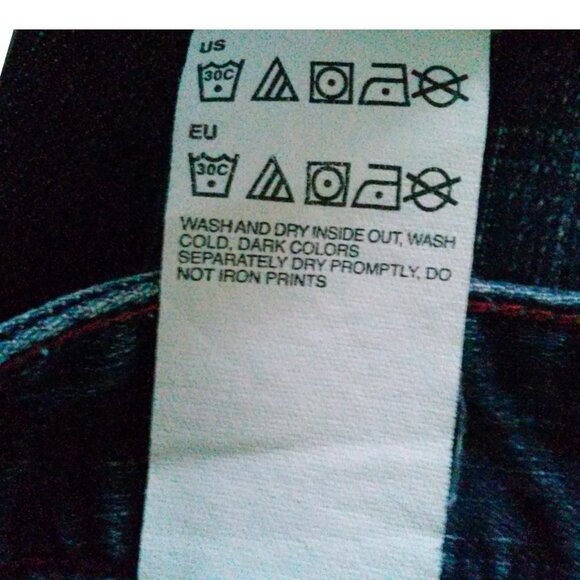 US
30C
EU
30C
WASH AND DRY INSIDE OUT, WASH
COLD, DARK COLORS
SEPARATELY DRY PROMPTLY, DO
NOT IRON PRINTS